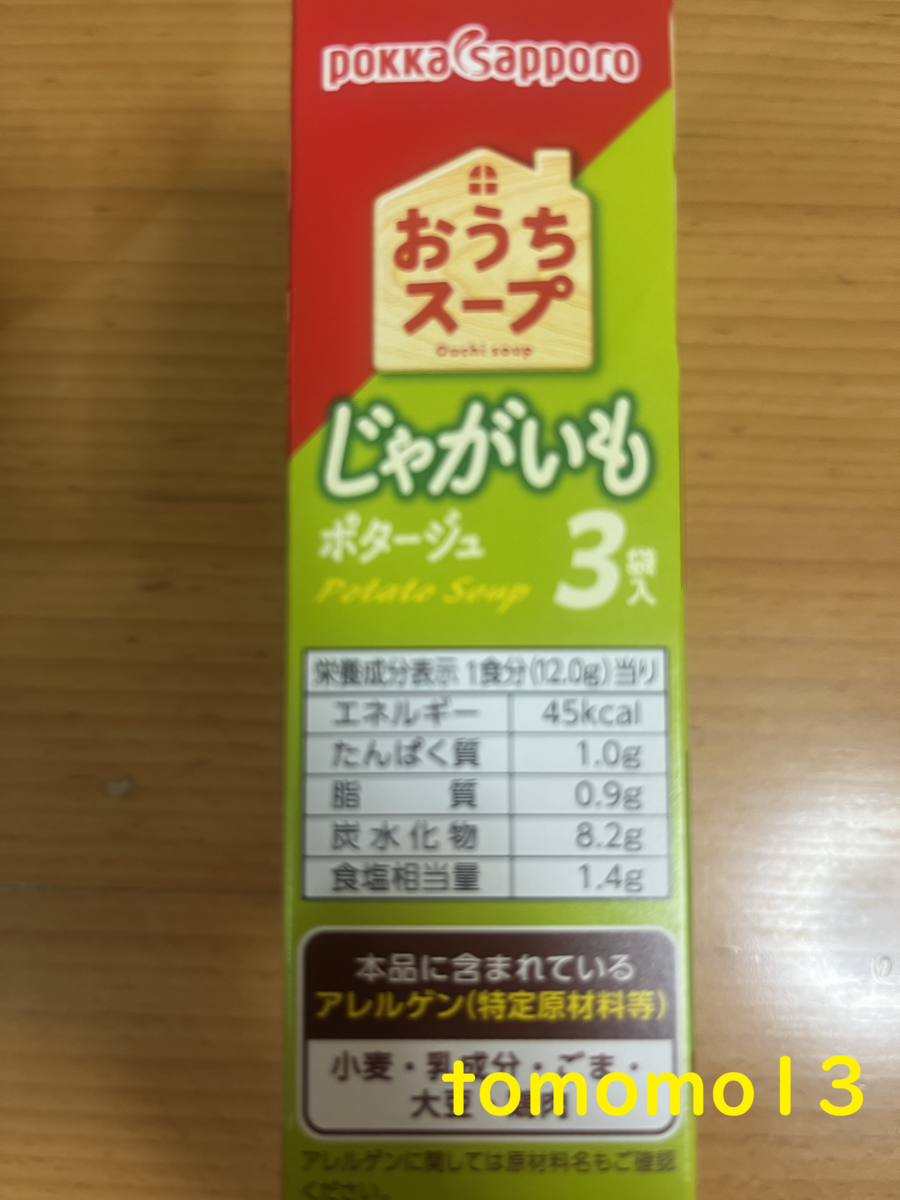 pokka sapporo
おうち
スープ
Ouchi soup
じゃがいも
ポタージュ
Potato Soup
3袋入
栄養成分表示 1食分(12.0g)当り
エネルギー 45kcal
たんぱく質 1.0g
脂質 0.9g
炭水化物 8.2g
食塩相当量 1.4g
本品に含まれている
アレルゲン(特定原材料等)
小麦・乳成分・ごま・
大豆
tomomo13
アレルゲンに関しては原材料名もご確認
ください。